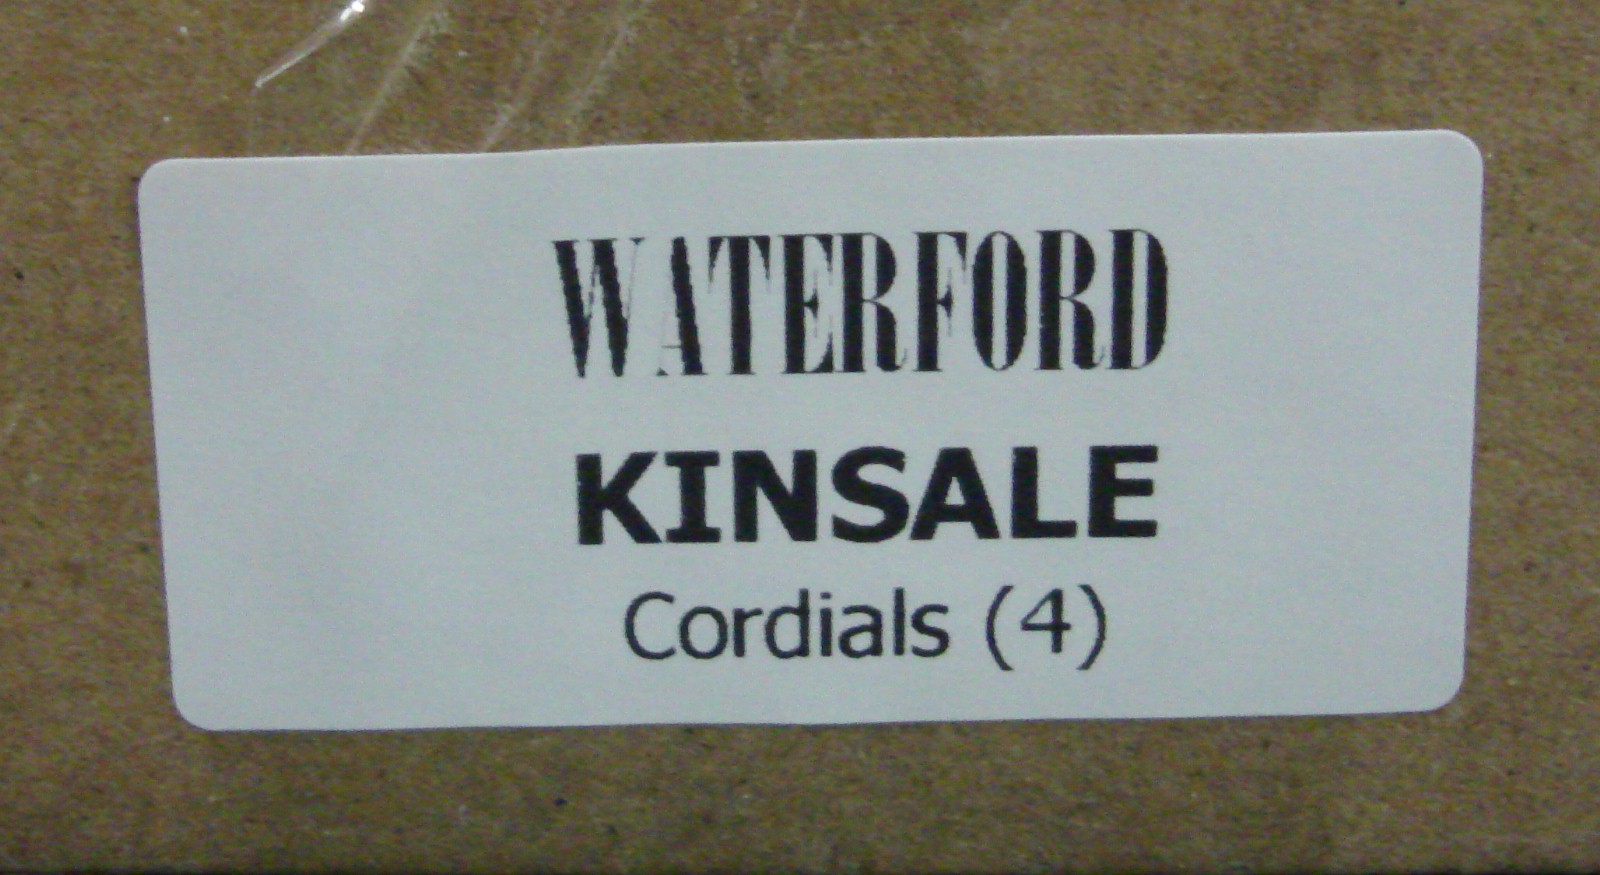 WATERFORD
KINSALE
Cordials (4)